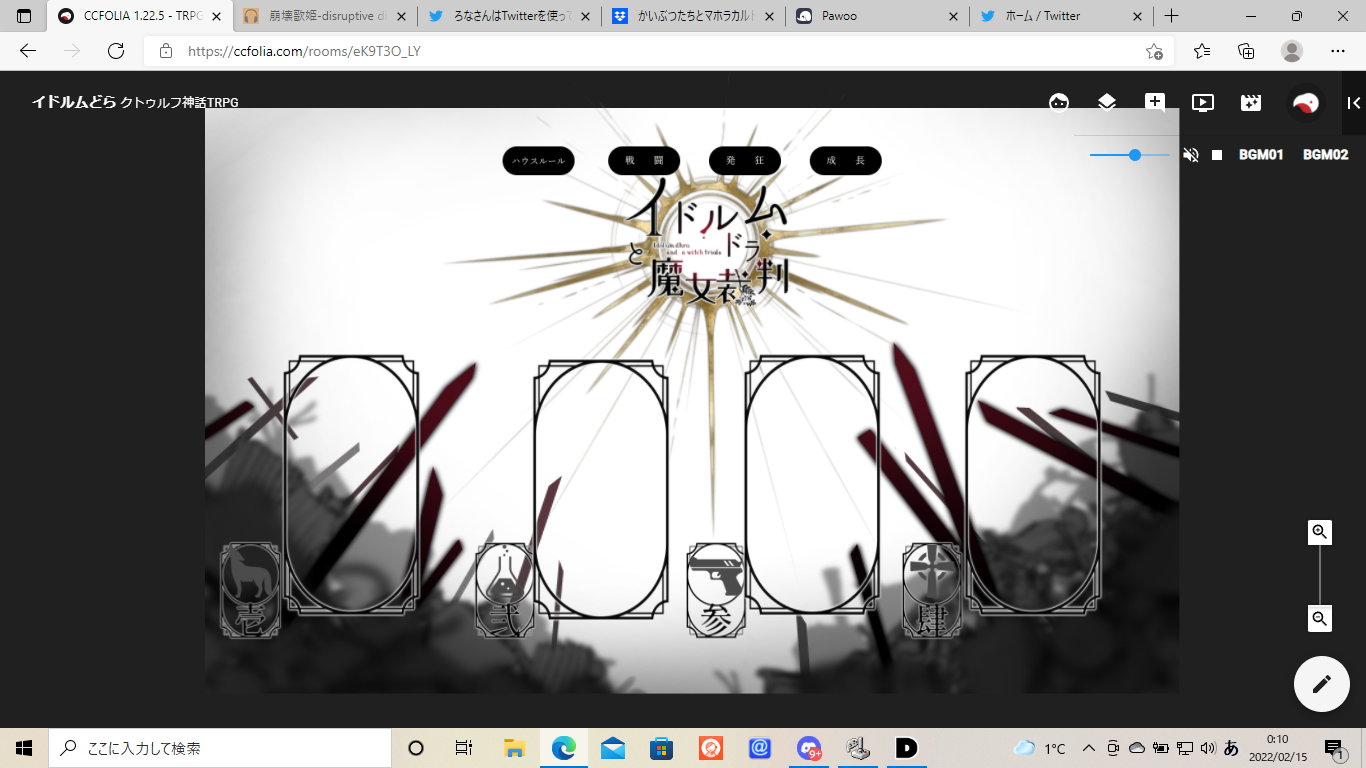 CCFOLIA 1.22.5 - TRPG
崩壊歌姫-disruptive di
ろなさんはTwitterを使って
かいぶつたちとマホラカルト
Pawoo
ホーム / Twitter
https://ccfolia.com/rooms/eK9T3O_LY
イドルムどら クトゥルフ神話TRPG
BGM01
BGM02
ハウスルール
戦 闘
発 狂
成 長
イドルム
と
ドラ
and a witch trials
魔女裁判
壱
弐
参
肆
ここに入力して検索
9+
1°C
あ
0:10
2022/02/15
1